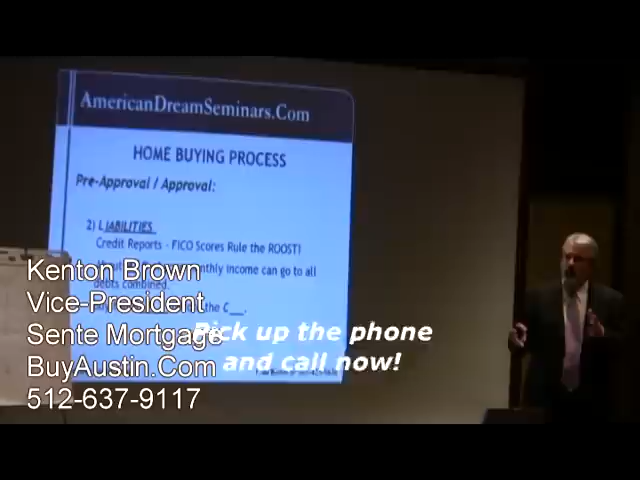 AmericanDreamSeminars.Com
HOME BUYING PROCESS
Pre-Approval / Approval:
2) LIABILITIES
Credit Reports - FICO Scores Rule the ROOST!
monthly income can go to all
debts combined.
the C__.
Kenton Brown
Vice-President
Sente Mortgage
BuyAustin.Com
512-637-9117
Pick up the phone
and call now!